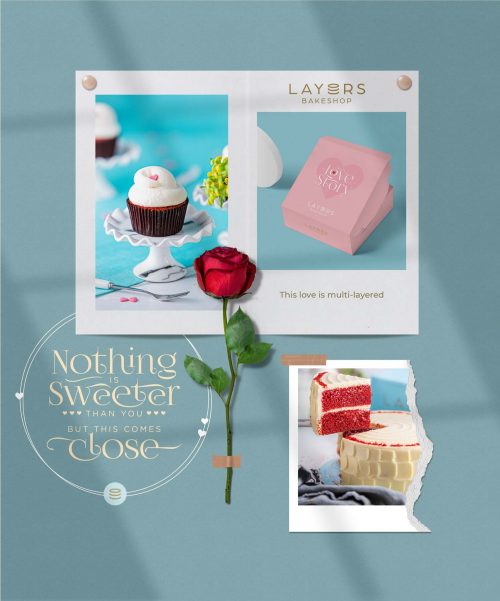 LAYERS
BAKESHOP
love
story
LAYERS
BAKESHOP
This love is multi-layered
Nothing
IS
Sweeter
THAN YOU
BUT THIS COMES
Close